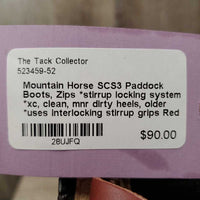 The Tack Collector
523459-52
Mountain Horse SCS3 Paddock
Boots, Zips *stirrup locking system
*xc, clean, mnr dirty heels, older
*uses interlocking stirrup grips Red
28UJFQ
$90.00